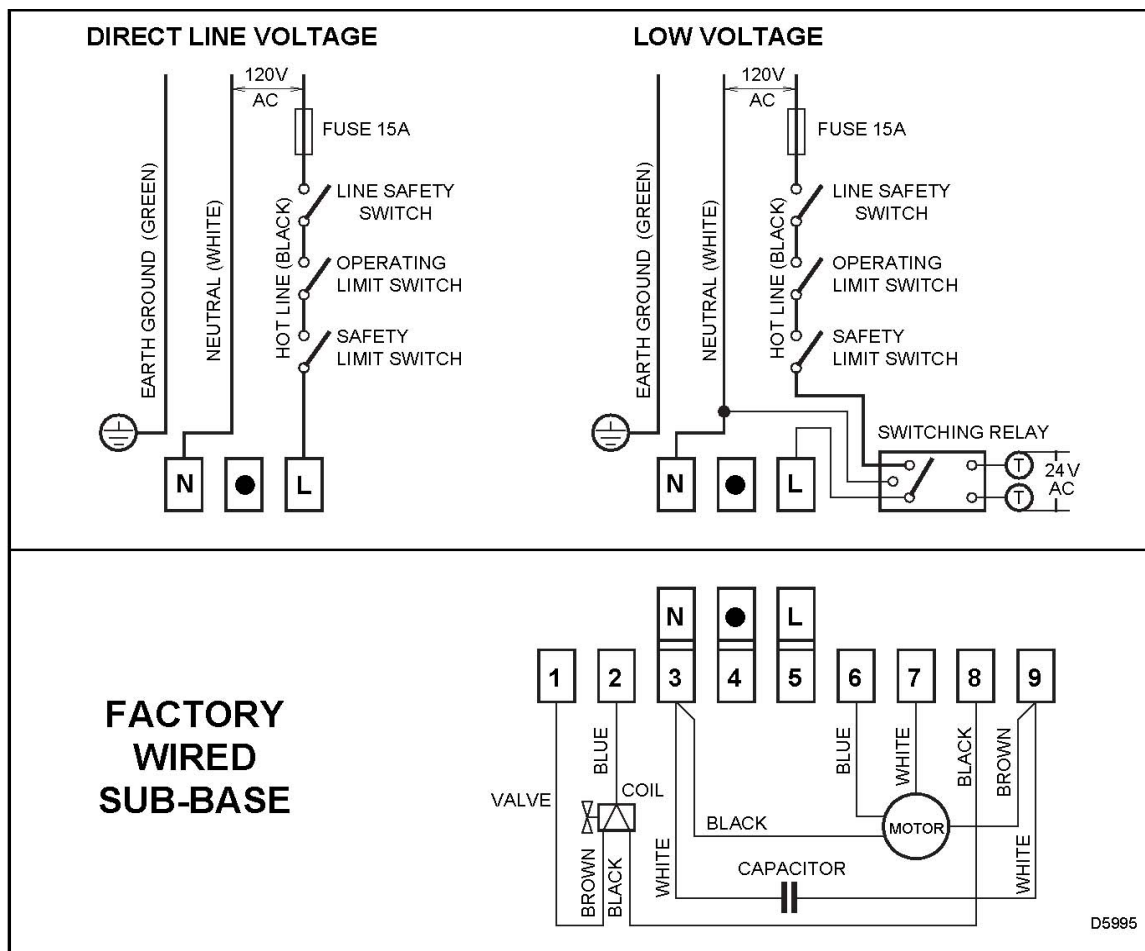 DIRECT LINE VOLTAGE
120V
AC
FUSE 15A
EARTH GROUND (GREEN)
NEUTRAL (WHITE)
HOT LINE (BLACK)
LINE SAFETY
SWITCH
OPERATING
LIMIT SWITCH
SAFETY
LIMIT SWITCH
N
L
LOW VOLTAGE
120V
AC
FUSE 15A
EARTH GROUND (GREEN)
NEUTRAL (WHITE)
HOT LINE (BLACK)
LINE SAFETY
SWITCH
OPERATING
LIMIT SWITCH
SAFETY
LIMIT SWITCH
SWITCHING RELAY
N
L
T
T
24V
AC
FACTORY
WIRED
SUB-BASE
N
L
1 2 3 4 5 6 7 8 9
BLUE
BLUE
WHITE
BLACK
BROWN
VALVE
COIL
BLACK
MOTOR
BROWN
BLACK
WHITE
CAPACITOR
WHITE
D5995